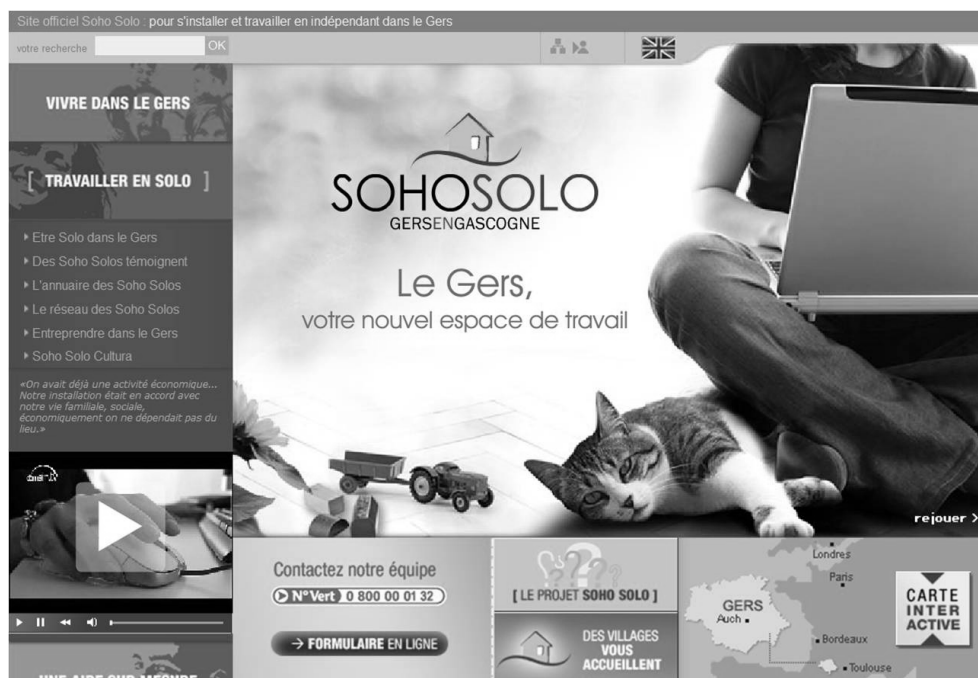 Site officiel Soho Solo : pour s'installer et travailler en indépendant dans le Gers
votre recherche
OK
VIVRE DANS LE GERS
[ TRAVAILLER EN SOLO ]
Etre Solo dans le Gers
Des Soho Solos témoignent
L'annuaire des Soho Solos
Le réseau des Soho Solos
Entreprendre dans le Gers
Soho Solo Cultura
«On avait déjà une activité économique...
Notre installation était en accord avec
notre vie familiale, sociale,
économiquement on ne dépendait pas du
lieu.»
UNE AIDE SUR MESURE
SOHOSOLO
GERSENGASCOGNE
Le Gers,
votre nouvel espace de travail
rejouer >
Contactez notre équipe
N°Vert 0 800 00 01 32
→ FORMULAIRE EN LIGNE
[ LE PROJET SOHO SOLO ]
DES VILLAGES
VOUS
ACCUEILLENT
Londres
Paris
GERS
Auch
Bordeaux
Toulouse
CARTE
INTER
ACTIVE